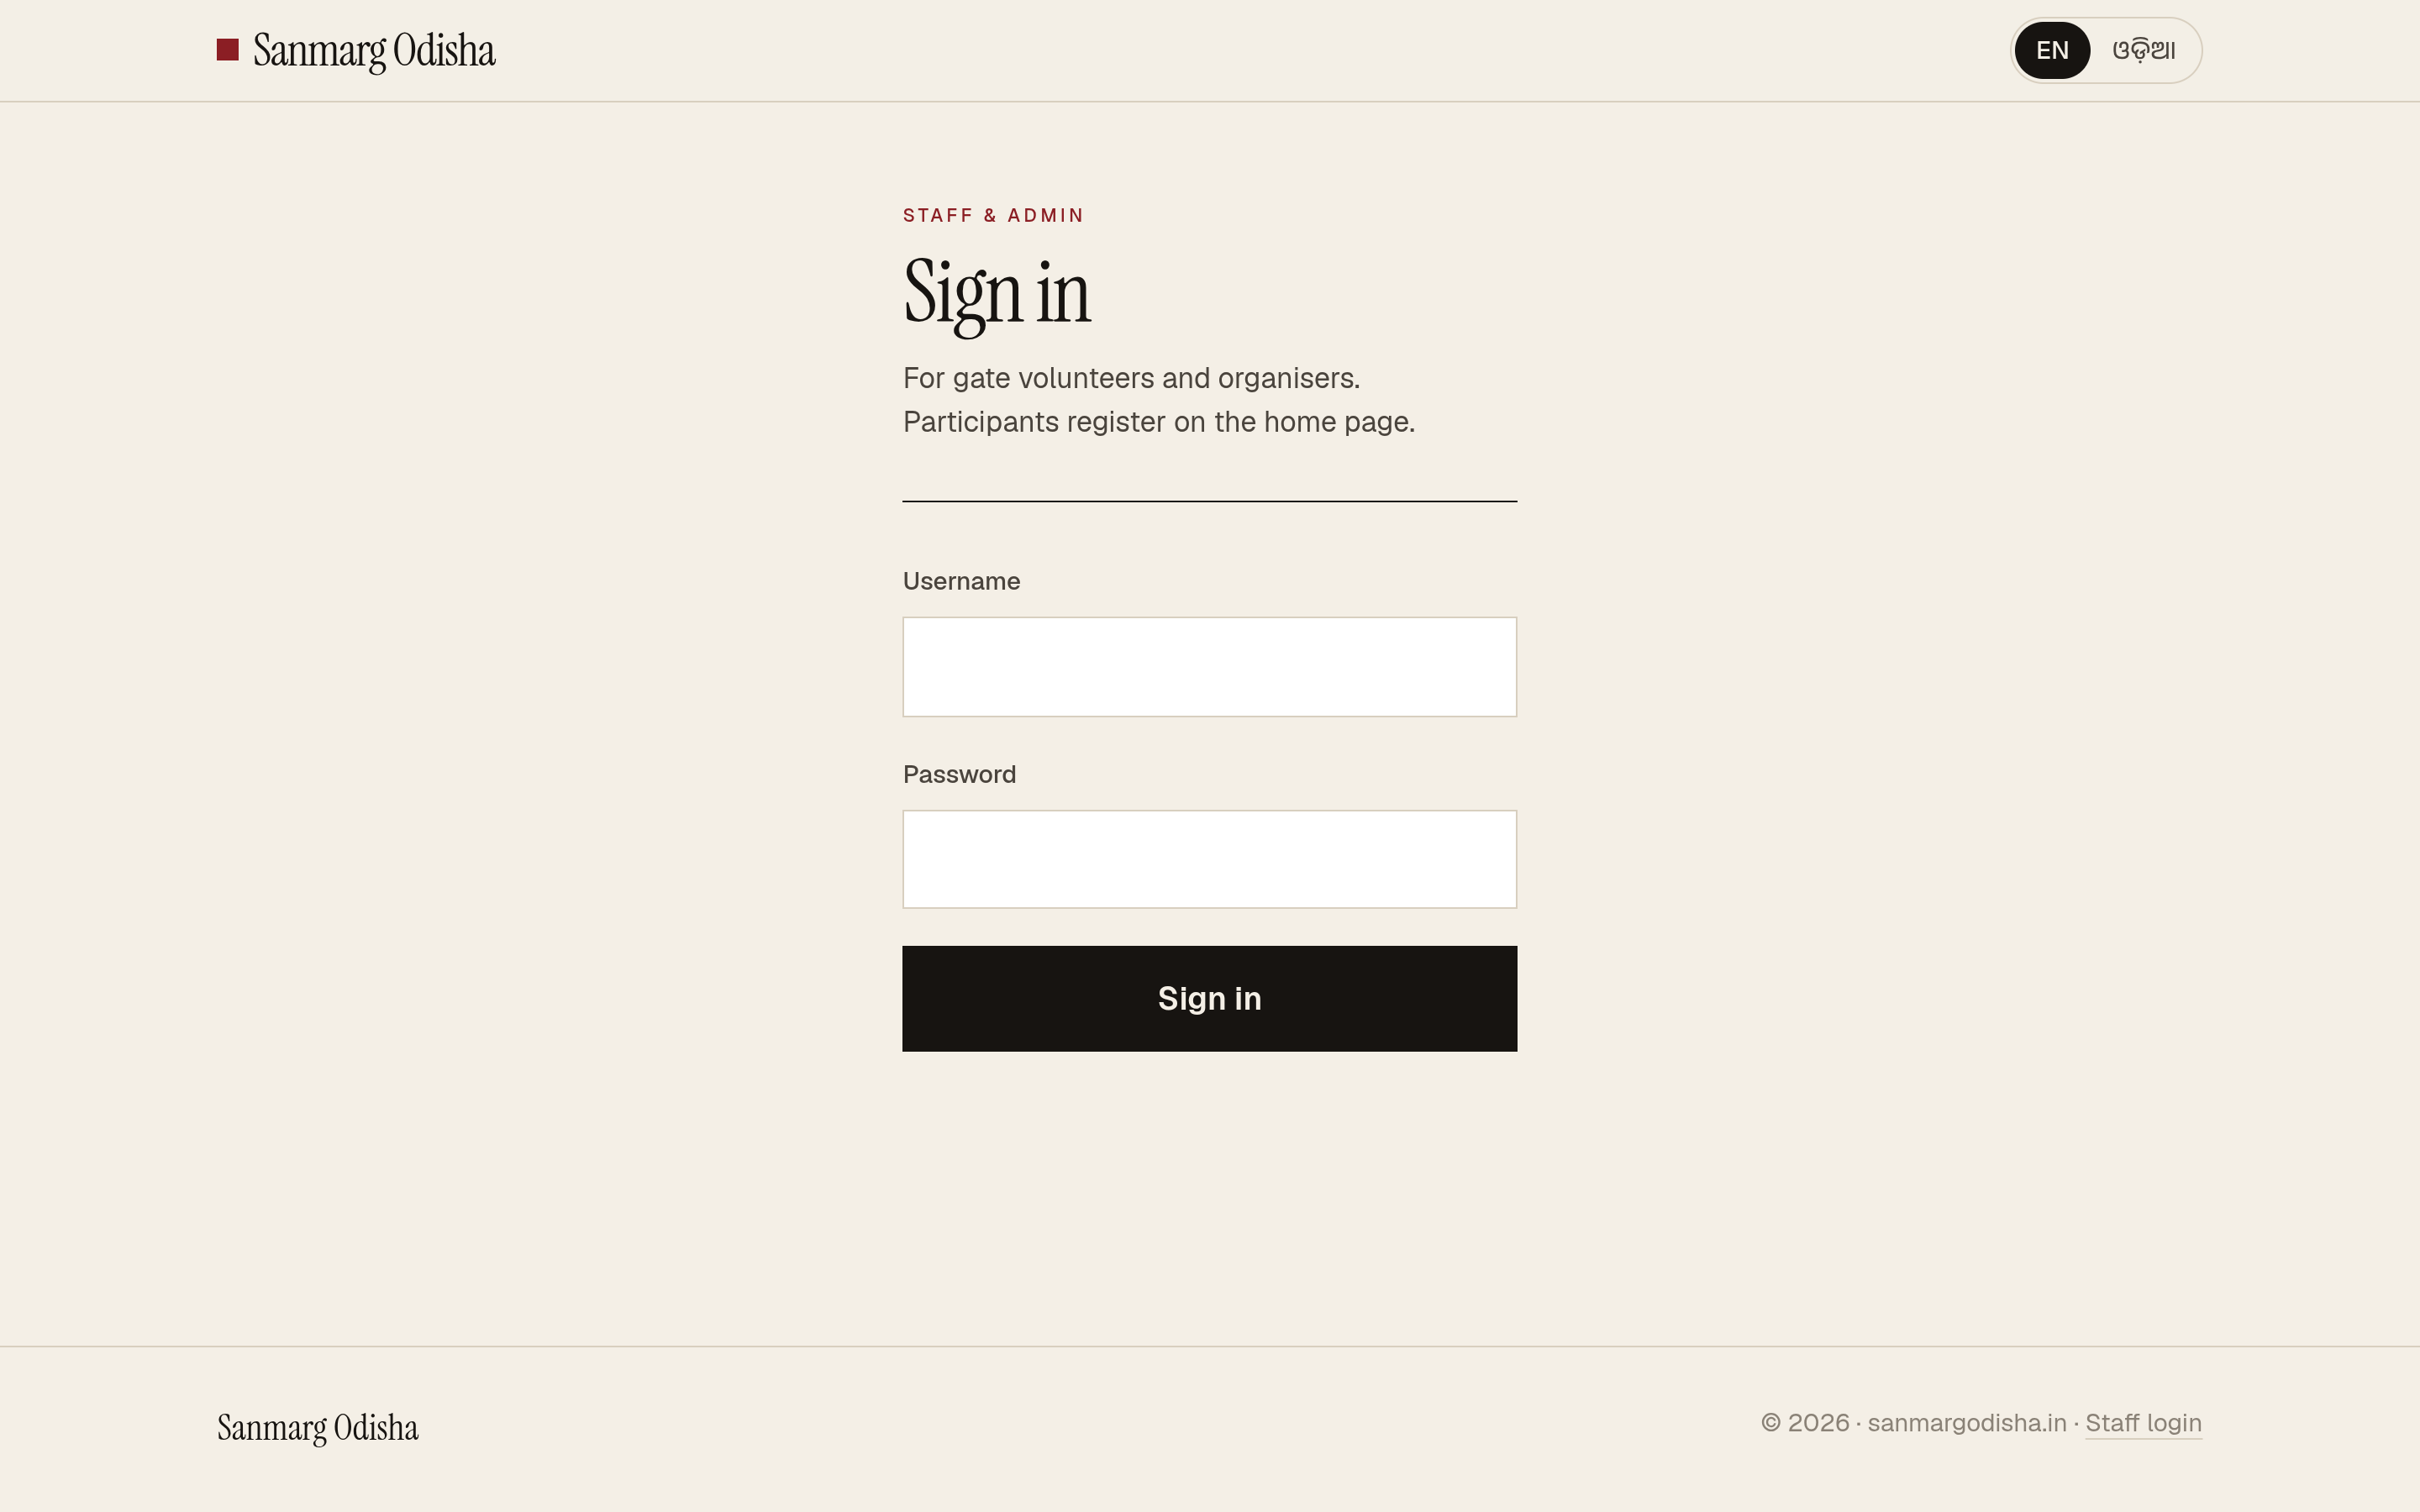 Sanmarg Odisha
EN ଓଡ଼ିଆ
STAFF & ADMIN
Sign in
For gate volunteers and organisers.
Participants register on the home page.
Username
Password
Sign in
Sanmarg Odisha
© 2026 · sanmargodisha.in · Staff login